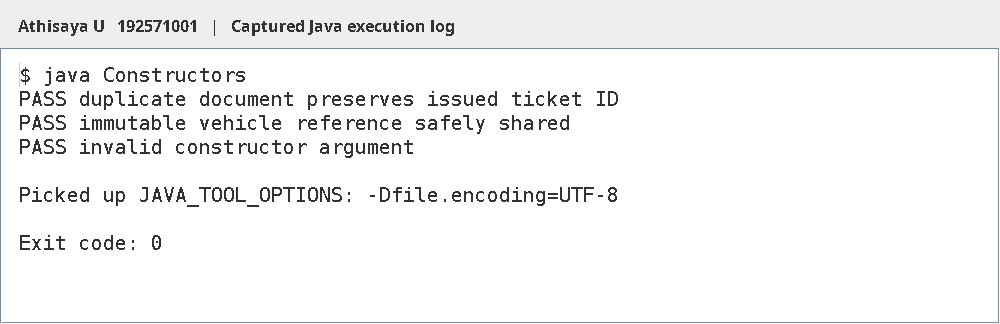 Athisaya U 192571001 | Captured Java execution log
$ java Constructors
PASS duplicate document preserves issued ticket ID
PASS immutable vehicle reference safely shared
PASS invalid constructor argument
Picked up JAVA_TOOL_OPTIONS: -Dfile.encoding=UTF-8
Exit code: 0